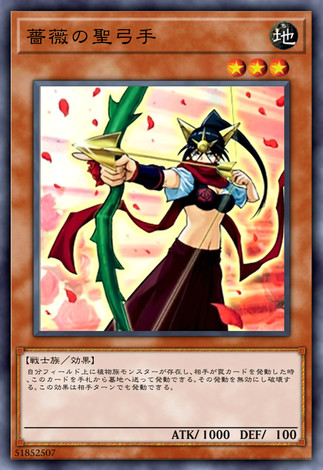 薔薇の聖弓手
地
【戦士族／効果】
自分フィールド上に植物族モンスターが存在し、相手が罠カードを発動した時、このカードを手札から墓地へ送って発動できる。その発動を無効にし破壊する。この効果は相手ターンでも発動できる。
ATK/ 1000 DEF/ 100
51852507